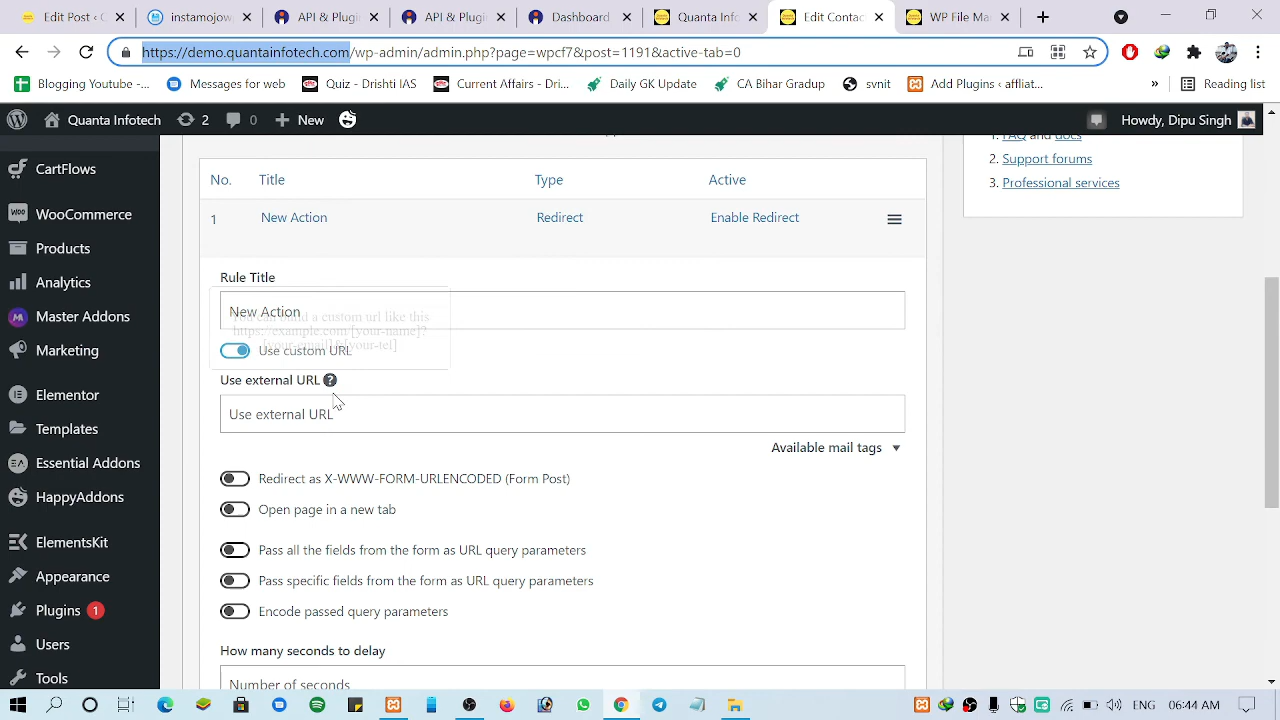 Edit Post C
instamojow
API & Plugi
API & Plugi
Dashboard
Quanta Info
Edit Contac
WP File Ma
https://demo.quantainfotech.com/wp-admin/admin.php?page=wpcf7&post=1191&active-tab=0
Blogging Youtube -...
Messages for web
Quiz - Drishti IAS
Current Affairs - Dri...
Daily GK Update
CA Bihar Gradup
svnit
Add Plugins ‹ affliat...
»
Reading list
Quanta Infotech
2
0
New
Howdy, Dipu Singh
CartFlows
WooCommerce
Products
Analytics
Master Addons
Marketing
Elementor
Templates
Essential Addons
HappyAddons
ElementsKit
Appearance
Plugins 1
Users
Tools
1. FAQ and docs
2. Support forums
3. Professional services
No. Title Type Active
1 New Action Redirect Enable Redirect
Rule Title
New Action
You can build a custom url like this
https://example.com/[your-name]?
[your-email]&[your-tel]
Use custom URL
Use external URL ?
Use external URL
Available mail tags ▼
Redirect as X-WWW-FORM-URLENCODED (Form Post)
Open page in a new tab
Pass all the fields from the form as URL query parameters
Pass specific fields from the form as URL query parameters
Encode passed query parameters
How many seconds to delay
Number of seconds
ENG
06:44 AM